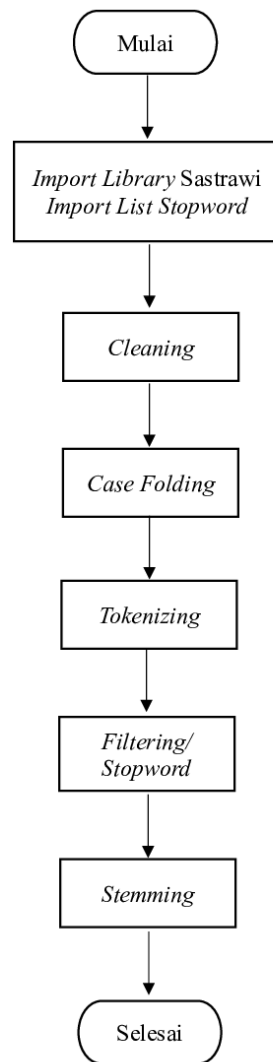 Mulai
Import Library Sastrawi
Import List Stopword
Cleaning
Case Folding
Tokenizing
Filtering/
Stopword
Stemming
Selesai